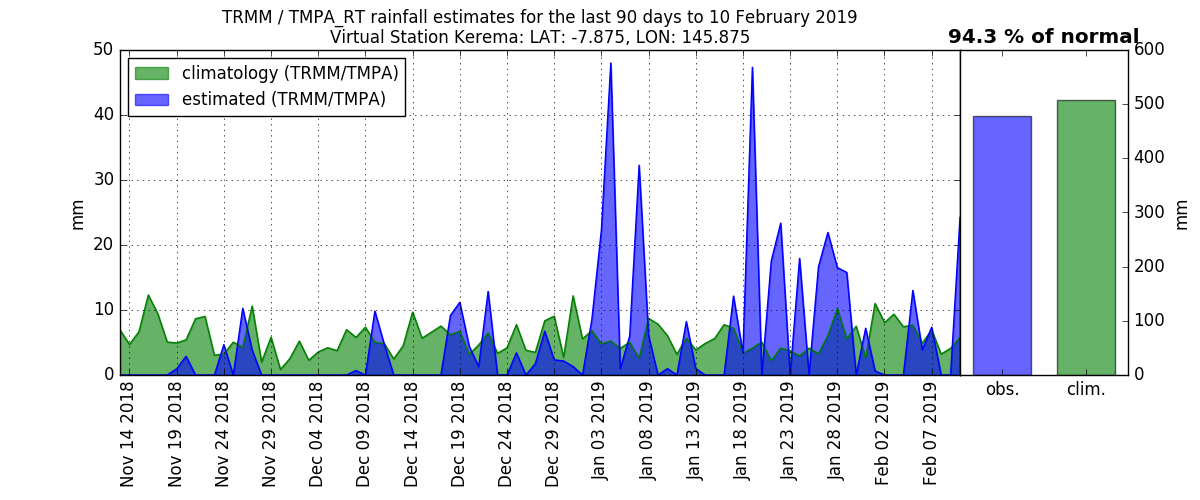 TRMM / TMPA_RT rainfall estimates for the last 90 days to 10 February 2019
Virtual Station Kerema: LAT: -7.875, LON: 145.875
94.3 % of normal
climatology (TRMM/TMPA)
estimated (TRMM/TMPA)
50
40
30
20
10
0
mm
600
500
400
300
200
100
0
mm
Nov 14 2018
Nov 19 2018
Nov 24 2018
Nov 29 2018
Dec 04 2018
Dec 09 2018
Dec 14 2018
Dec 19 2018
Dec 24 2018
Dec 29 2018
Jan 03 2019
Jan 08 2019
Jan 13 2019
Jan 18 2019
Jan 23 2019
Jan 28 2019
Feb 02 2019
Feb 07 2019
obs.
clim.